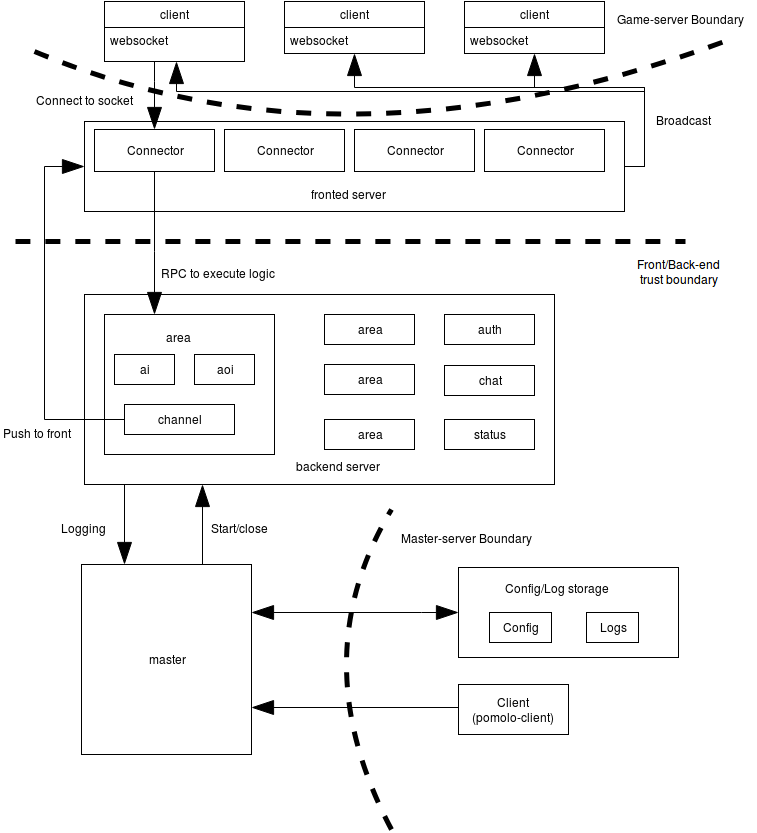 client
client
client
Game-server Boundary
websocket
websocket
websocket
Connect to socket
Broadcast
Connector
Connector
Connector
Connector
fronted server
Front/Back-end
trust boundary
RPC to execute logic
area
ai
aoi
channel
area
auth
area
chat
area
status
Push to front
backend server
Logging
Start/close
Master-server Boundary
Config/Log storage
Config
Logs
master
Client
(pomolo-client)